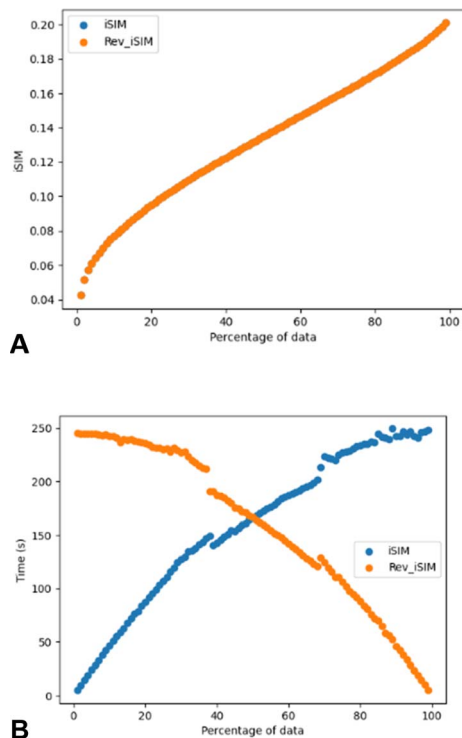 0.20
0.18
0.16
0.14
0.12
0.10
0.08
0.06
0.04
iSIM
iSIM
Rev_iSIM
0 20 40 60 80 100
Percentage of data
A
250
200
150
100
50
0
Time (s)
iSIM
Rev_iSIM
0 20 40 60 80 100
Percentage of data
B